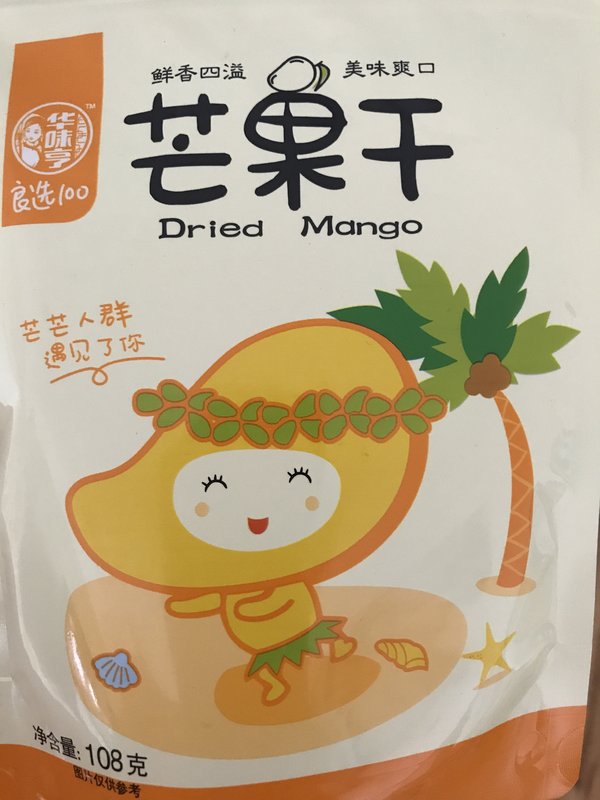 鲜香四溢 美味爽口
华味亨
TM
良选100
芒果干
Dried Mango
芒芒人群
遇见了你
净含量: 108克
图片仅供参考